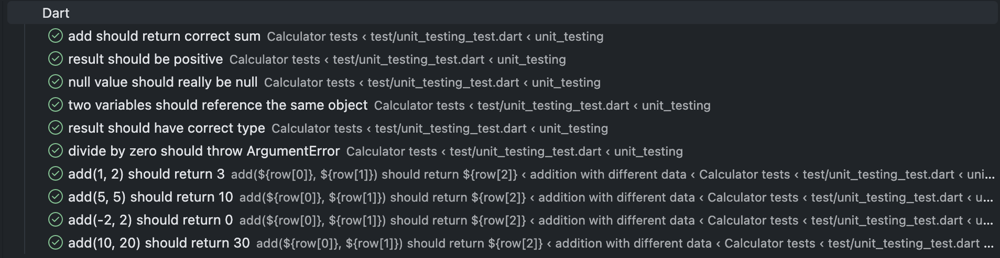 Dart
add should return correct sum Calculator tests ‹ test/unit_testing_test.dart ‹ unit_testing
result should be positive Calculator tests ‹ test/unit_testing_test.dart ‹ unit_testing
null value should really be null Calculator tests ‹ test/unit_testing_test.dart ‹ unit_testing
two variables should reference the same object Calculator tests ‹ test/unit_testing_test.dart ‹ unit_testing
result should have correct type Calculator tests ‹ test/unit_testing_test.dart ‹ unit_testing
divide by zero should throw ArgumentError Calculator tests ‹ test/unit_testing_test.dart ‹ unit_testing
add(1, 2) should return 3 add(${row[0]}, ${row[1]}) should return ${row[2]} ‹ addition with different data ‹ Calculator tests ‹ test/unit_testing_test.dart ‹ uni...
add(5, 5) should return 10 add(${row[0]}, ${row[1]}) should return ${row[2]} ‹ addition with different data ‹ Calculator tests ‹ test/unit_testing_test.dart ‹ u...
add(-2, 2) should return 0 add(${row[0]}, ${row[1]}) should return ${row[2]} ‹ addition with different data ‹ Calculator tests ‹ test/unit_testing_test.dart ‹ u...
add(10, 20) should return 30 add(${row[0]}, ${row[1]}) should return ${row[2]} ‹ addition with different data ‹ Calculator tests ‹ test/unit_testing_test.dart ...